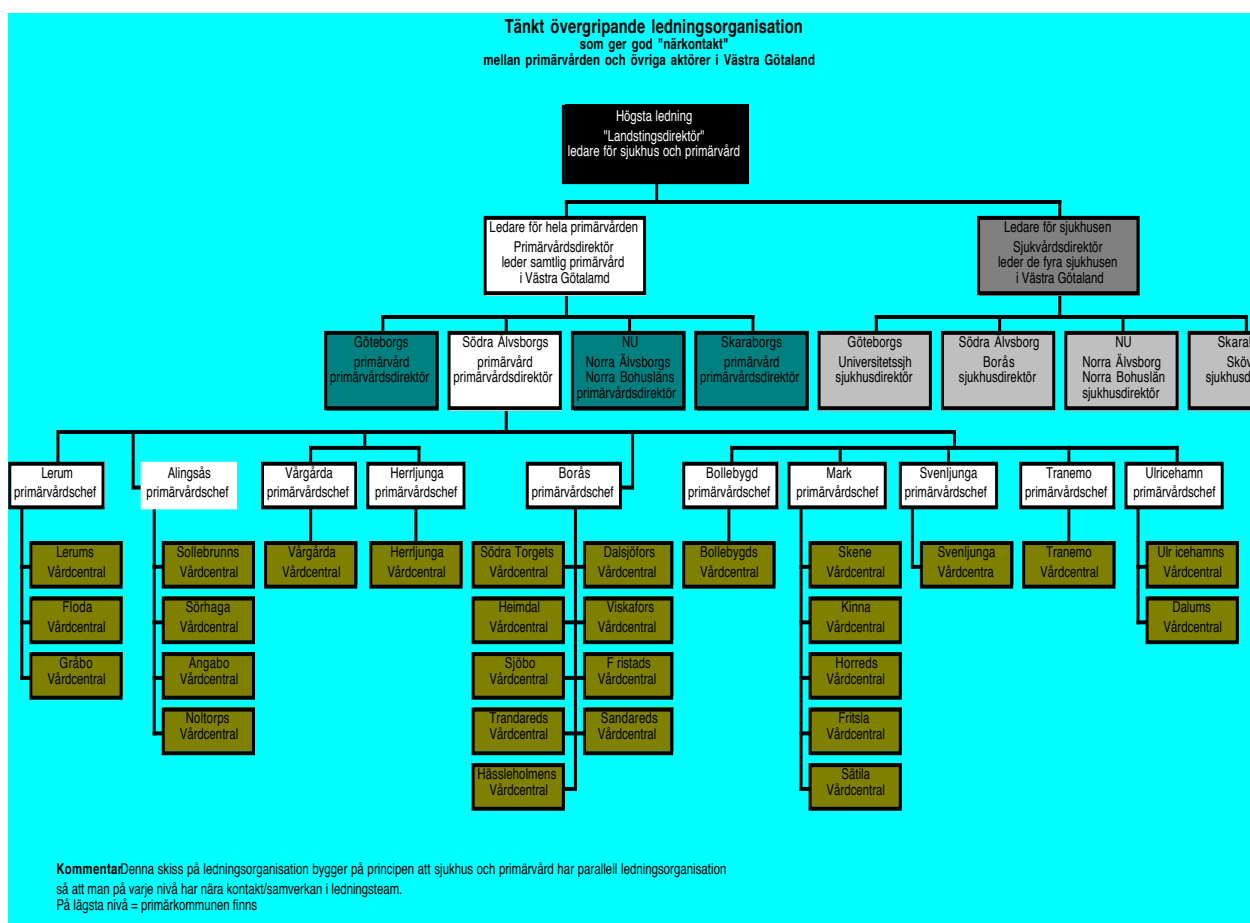 Tänkt övergripande ledningsorganisation
som ger god "närkontakt"
mellan primärvården och övriga aktörer i Västra Götaland
Högsta ledning
"Landstingsdirektör"
ledare för sjukhus och primärvård
Ledare för hela primärvården
Primärvårdsdirektör
leder samtlig primärvård
i Västra Götalamd
Ledare för sjukhusen
Sjukvårdsdirektör
leder de fyra sjukhusen
i Västra Götaland
Göteborgs
primärvård
primärvårdsdirektör
Södra Älvsborgs
primärvård
primärvårdsdirektör
NU
Norra Älvsborgs
Norra Bohusläns
primärvårdsdirektör
Skaraborgs
primärvård
primärvårdsdirektör
Göteborgs
Universitetssjh
sjukhusdirektör
Södra Älvsborg
Borås
sjukhusdirektör
NU
Norra Älvsborg
Norra Bohuslän
sjukhusdirektör
Skarab
Sköv
sjukhusd
Lerum
primärvårdschef
Alingsås
primärvårdschef
Vårgårda
primärvårdschef
Herrljunga
primärvårdschef
Borås
primärvårdschef
Bollebygd
primärvårdschef
Mark
primärvårdschef
Svenljunga
primärvårdschef
Tranemo
primärvårdschef
Ulricehamn
primärvårdschef
Lerums
Vårdcentral
Floda
Vårdcentral
Gråbo
Vårdcentral
Sollebrunns
Vårdcentral
Sörhaga
Vårdcentral
Ängabo
Vårdcentral
Noltorps
Vårdcentral
Vårgårda
Vårdcentral
Herrljunga
Vårdcentral
Södra Torgets
Vårdcentral
Heimdal
Vårdcentral
Sjöbo
Vårdcentral
Trandareds
Vårdcentral
Hässleholmens
Vårdcentral
Dalsjöfors
Vårdcentral
Viskafors
Vårdcentral
F ristads
Vårdcentral
Sandareds
Vårdcentral
Bollebygds
Vårdcentral
Skene
Vårdcentral
Kinna
Vårdcentral
Horreds
Vårdcentral
Fritsla
Vårdcentral
Sätila
Vårdcentral
Svenljunga
Vårdcentra
Tranemo
Vårdcentral
Ulr icehamns
Vårdcentral
Dalums
Vårdcentral
Kommentar Denna skiss på ledningsorganisation bygger på principen att sjukhus och primärvård har parallell ledningsorganisation
så att man på varje nivå har nära kontakt/samverkan i ledningsteam.
På lägsta nivå = primärkommunen finns